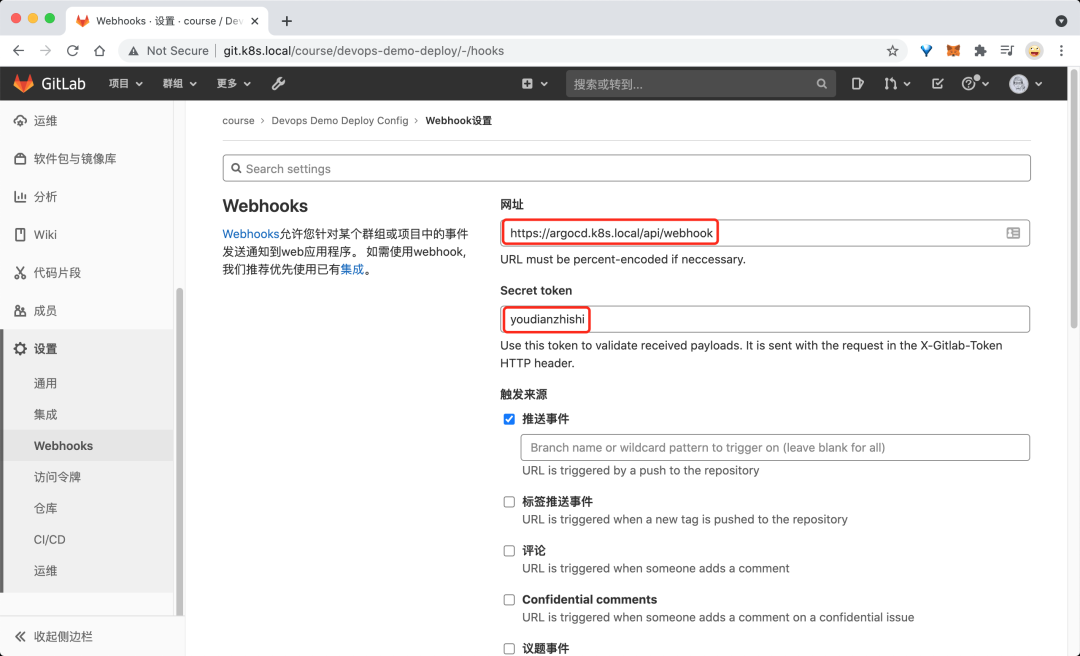 Webhooks · 设置 · course / Dev
Not Secure
git.k8s.local/course/devops-demo-deploy/-/hooks
GitLab
项目
群组
更多
搜索或转到...
运维
软件包与镜像库
分析
Wiki
代码片段
成员
设置
通用
集成
Webhooks
访问令牌
仓库
CI/CD
运维
收起侧边栏
course › Devops Demo Deploy Config › Webhook设置
Search settings
Webhooks
Webhooks允许您针对某个群组或项目中的事件
发送通知到web应用程序。 如需使用webhook,
我们推荐优先使用已有集成。
网址
https://argocd.k8s.local/api/webhook
URL must be percent-encoded if neccessary.
Secret token
youdianzhishi
Use this token to validate received payloads. It is sent with the request in the X-Gitlab-Token
HTTP header.
触发来源
推送事件
Branch name or wildcard pattern to trigger on (leave blank for all)
URL is triggered by a push to the repository
标签推送事件
URL is triggered when a new tag is pushed to the repository
评论
URL is triggered when someone adds a comment
Confidential comments
URL is triggered when someone adds a comment on a confidential issue
议题事件